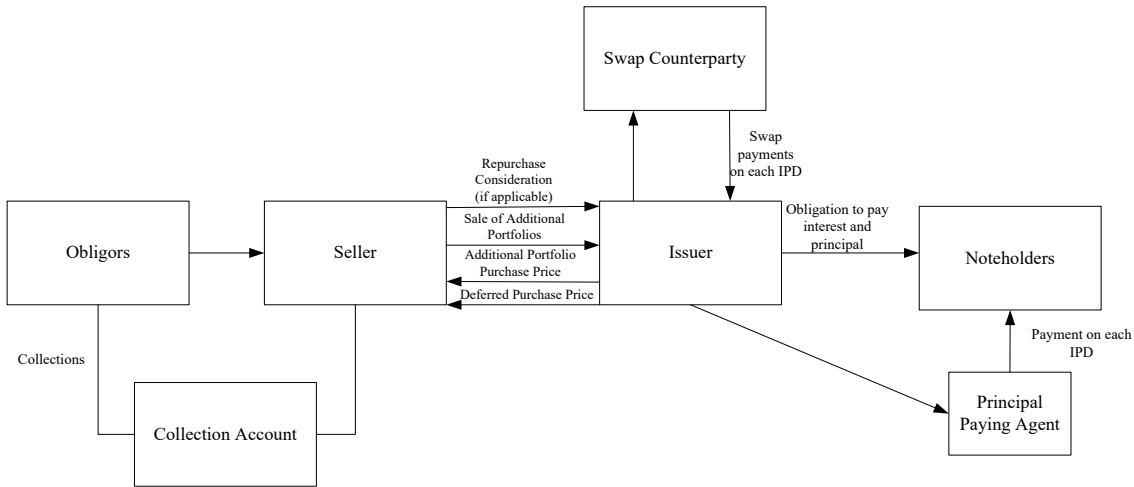 Swap Counterparty
Swap
payments
on each IPD
Repurchase
Consideration
(if applicable)
Sale of Additional
Portfolios
Additional Portfolio
Purchase Price
Deferred Purchase Price
Obligors
Seller
Issuer
Obligation to pay
interest and
principal
Noteholders
Collections
Collection Account
Payment on each
IPD
Principal
Paying Agent